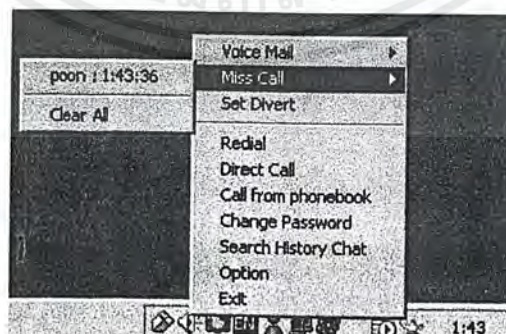 Voice Mail
Miss Call
poon : 1:43:36
Clear All
Set Divert
Redial
Direct Call
Call from phonebook
Change Password
Search History Chat
Option
Exit
EN
1:43